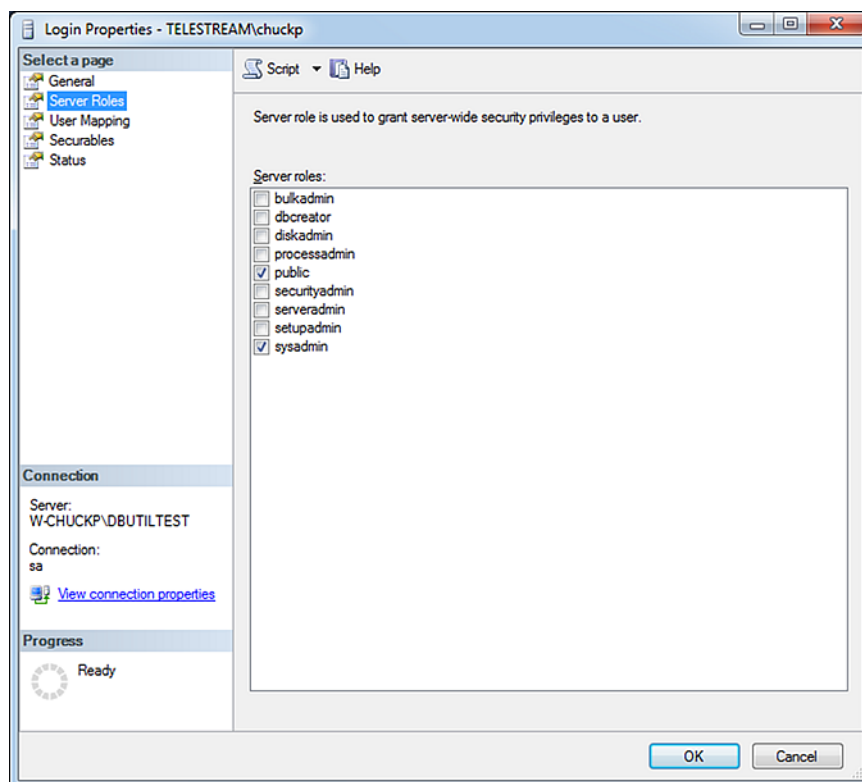 Login Properties - TELESTREAM\chuckp
Select a page
General
Server Roles
User Mapping
Securables
Status
Script
Help
Server role is used to grant server-wide security privileges to a user.
Server roles:
bulkadmin
dbcreator
diskadmin
processadmin
public
securityadmin
serveradmin
setupadmin
sysadmin
Connection
Server:
W-CHUCKP\DBUTILTEST
Connection:
sa
View connection properties
Progress
Ready
OK
Cancel